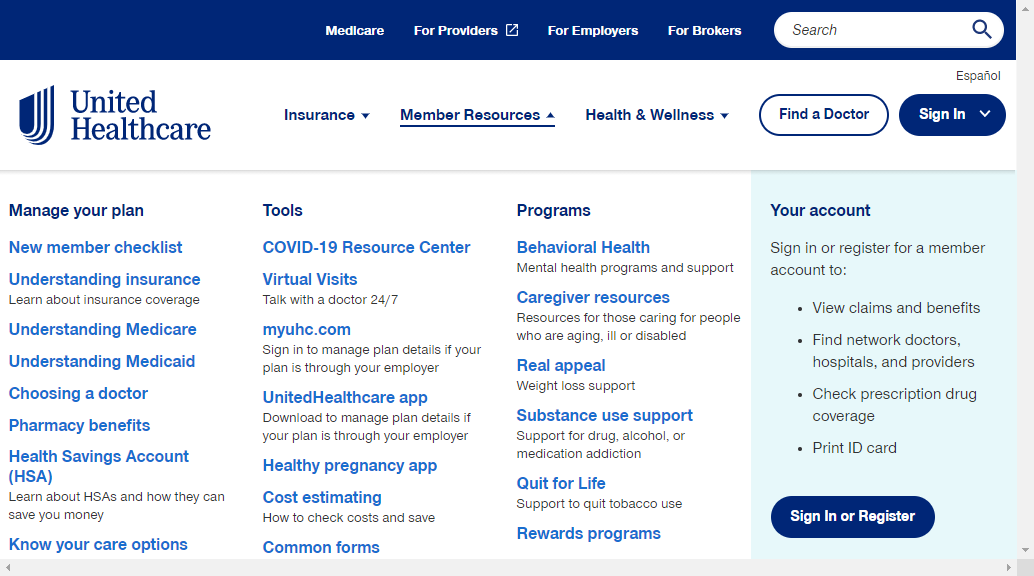 Medicare
For Providers
For Employers
For Brokers
Search
Español
United
Healthcare
Insurance
Member Resources
Health & Wellness
Find a Doctor
Sign In
Manage your plan
New member checklist
Understanding insurance
Learn about insurance coverage
Understanding Medicare
Understanding Medicaid
Choosing a doctor
Pharmacy benefits
Health Savings Account
(HSA)
Learn about HSAs and how they can
save you money
Know your care options
Tools
COVID-19 Resource Center
Virtual Visits
Talk with a doctor 24/7
myuhc.com
Sign in to manage plan details if your
plan is through your employer
UnitedHealthcare app
Download to manage plan details if
your plan is through your employer
Healthy pregnancy app
Cost estimating
How to check costs and save
Common forms
Programs
Behavioral Health
Mental health programs and support
Caregiver resources
Resources for those caring for people
who are aging, ill or disabled
Real appeal
Weight loss support
Substance use support
Support for drug, alcohol, or
medication addiction
Quit for Life
Support to quit tobacco use
Rewards programs
Your account
Sign in or register for a member
account to:
• View claims and benefits
• Find network doctors,
hospitals, and providers
• Check prescription drug
coverage
• Print ID card
Sign In or Register